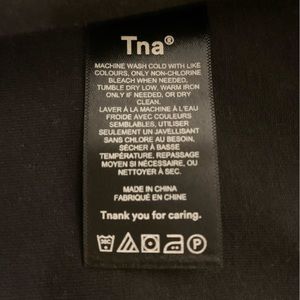 Tna®
MACHINE WASH COLD WITH LIKE
COLOURS, ONLY NON-CHLORINE
BLEACH WHEN NEEDED,
TUMBLE DRY LOW, WARM IRON
ONLY IF NEEDED, OR DRY
CLEAN.
LAVER À LA MACHINE À L'EAU
FROIDE AVEC COULEURS
SEMBLABLES, UTILISER
SEULEMENT UN JAVELLISANT
SANS CHLORE AU BESOIN,
SÉCHER À BASSE
TEMPÉRATURE, REPASSAGE
MOYEN SI NÉCESSAIRE, OU
NETTOYER À SEC.
MADE IN CHINA
FABRIQUÉ EN CHINE
Thank you for caring.
P